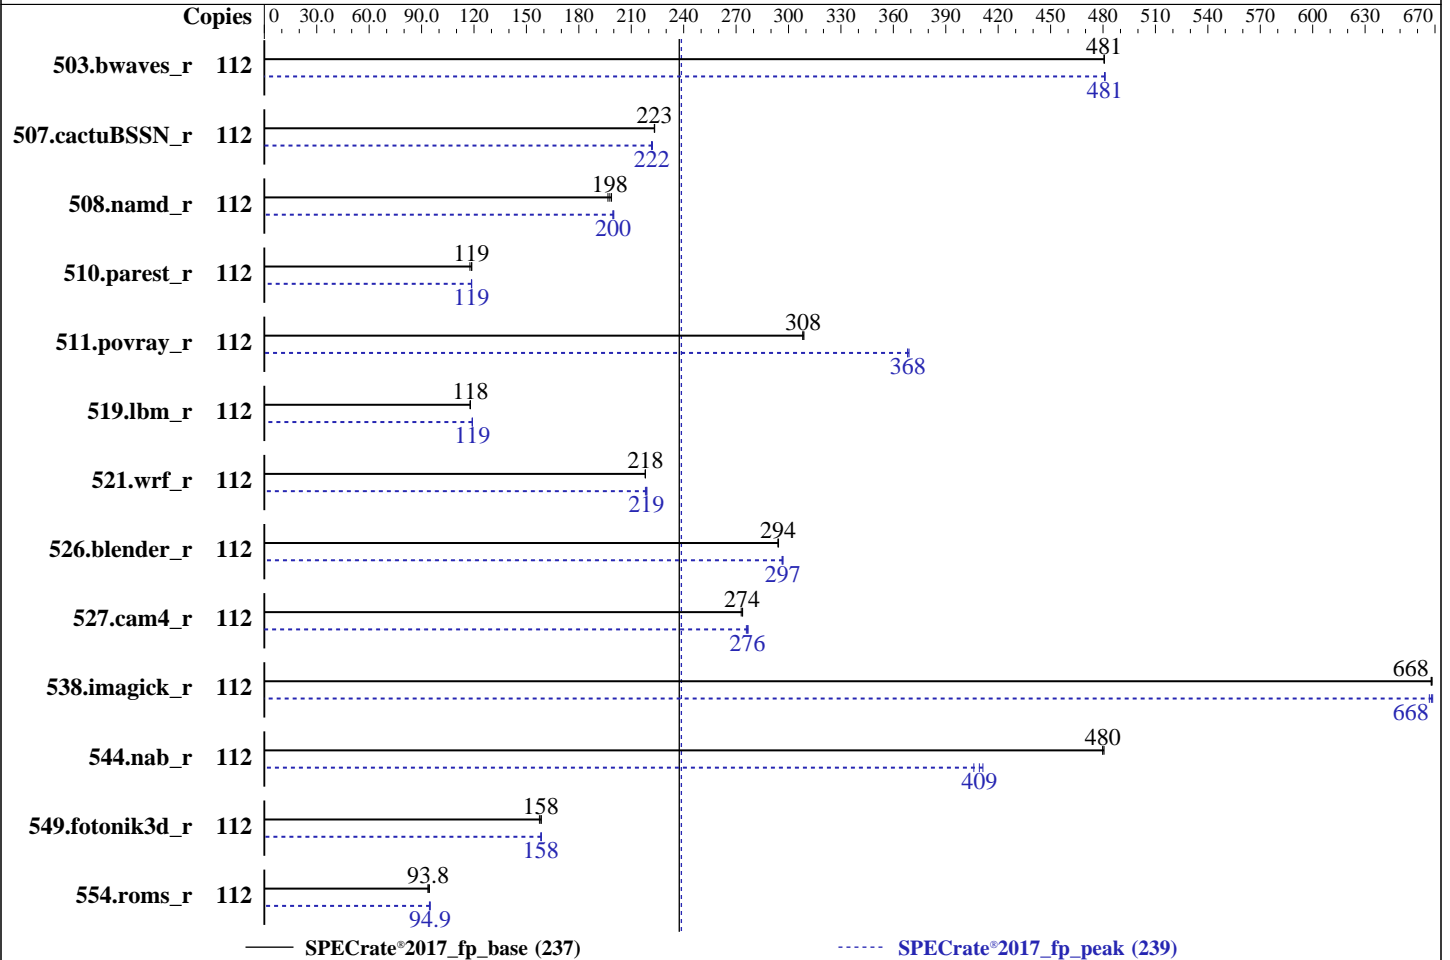 Copies 0 30.0 60.0 90.0 120 150 180 210 240 270 300 330 360 390 420 450 480 510 540 570 600 630 670
503.bwaves_r 112 481
481
507.cactuBSSN_r 112 223
222
508.namd_r 112 198
200
510.parest_r 112 119
119
511.povray_r 112 308
368
519.lbm_r 112 118
119
521.wrf_r 112 218
219
526.blender_r 112 294
297
527.cam4_r 112 274
276
538.imagick_r 112 668
668
544.nab_r 112 480
409
549.fotonik3d_r 112 158
158
554.roms_r 112 93.8
94.9
SPECrate®2017_fp_base (237) SPECrate®2017_fp_peak (239)